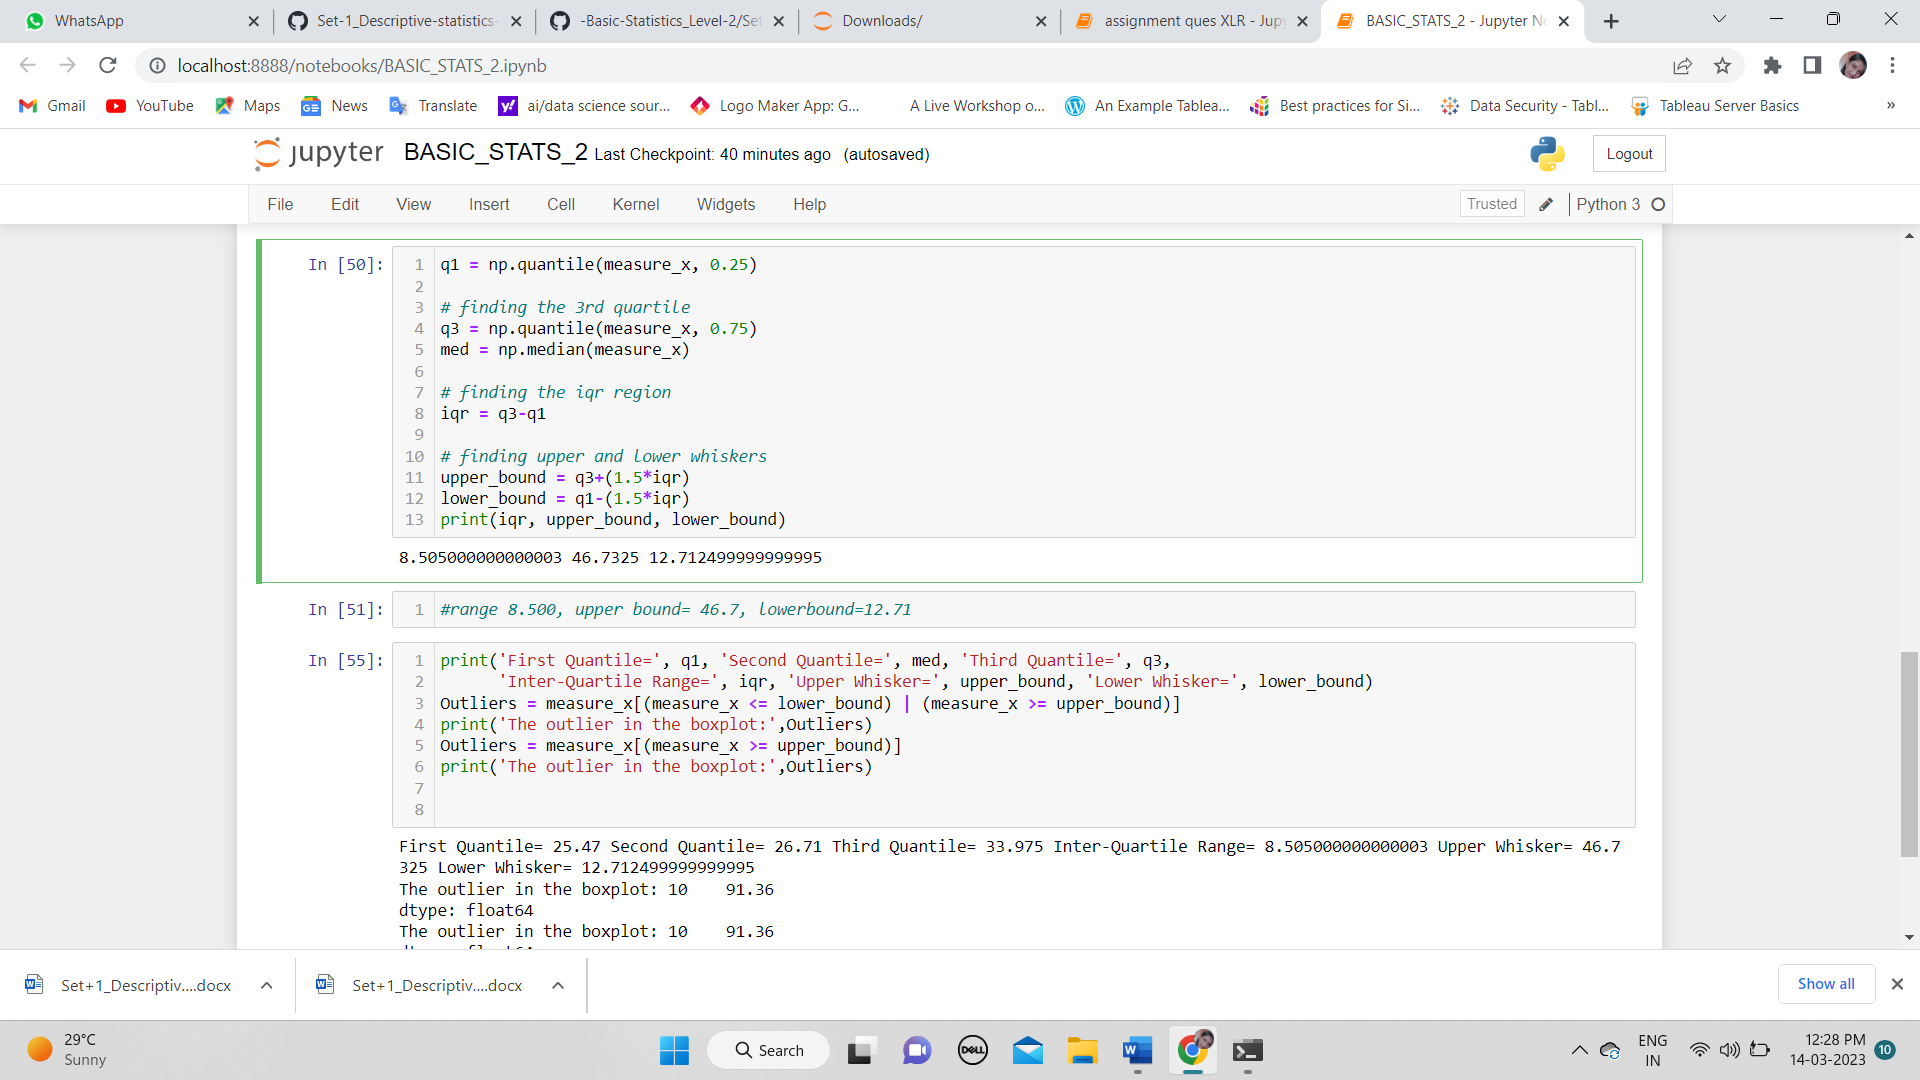 WhatsApp
Set-1_Descriptive-statistics-
-Basic-Statistics_Level-2/Set
Downloads/
assignment ques XLR - Jupy
BASIC_STATS_2 - Jupyter No
localhost:8888/notebooks/BASIC_STATS_2.ipynb
Gmail
YouTube
Maps
News
Translate
ai/data science sour...
Logo Maker App: G...
A Live Workshop o...
An Example Tablea...
Best practices for Si...
Data Security - Tabl...
Tableau Server Basics
»
jupyter BASIC_STATS_2 Last Checkpoint: 40 minutes ago (autosaved)
Logout
File Edit View Insert Cell Kernel Widgets Help
Trusted
Python 3
In [50]:
1 q1 = np.quantile(measure_x, 0.25)
2
3 # finding the 3rd quartile
4 q3 = np.quantile(measure_x, 0.75)
5 med = np.median(measure_x)
6
7 # finding the iqr region
8 iqr = q3-q1
9
10 # finding upper and lower whiskers
11 upper_bound = q3+(1.5*iqr)
12 lower_bound = q1-(1.5*iqr)
13 print(iqr, upper_bound, lower_bound)
8.505000000000003 46.7325 12.712499999999995
In [51]:
1 #range 8.500, upper bound= 46.7, lowerbound=12.71
In [55]:
1 print('First Quantile=', q1, 'Second Quantile=', med, 'Third Quantile=', q3,
2 'Inter-Quartile Range=', iqr, 'Upper Whisker=', upper_bound, 'Lower Whisker=', lower_bound)
3 Outliers = measure_x[(measure_x <= lower_bound) | (measure_x >= upper_bound)]
4 print('The outlier in the boxplot:',Outliers)
5 Outliers = measure_x[(measure_x >= upper_bound)]
6 print('The outlier in the boxplot:',Outliers)
7
8
First Quantile= 25.47 Second Quantile= 26.71 Third Quantile= 33.975 Inter-Quartile Range= 8.505000000000003 Upper Whisker= 46.7
325 Lower Whisker= 12.712499999999995
The outlier in the boxplot: 10    91.36
dtype: float64
The outlier in the boxplot: 10    91.36
Set+1_Descriptiv....docx
Set+1_Descriptiv....docx
Show all
29°C
Sunny
Search
DELL
ENG
IN
12:28 PM
14-03-2023
10